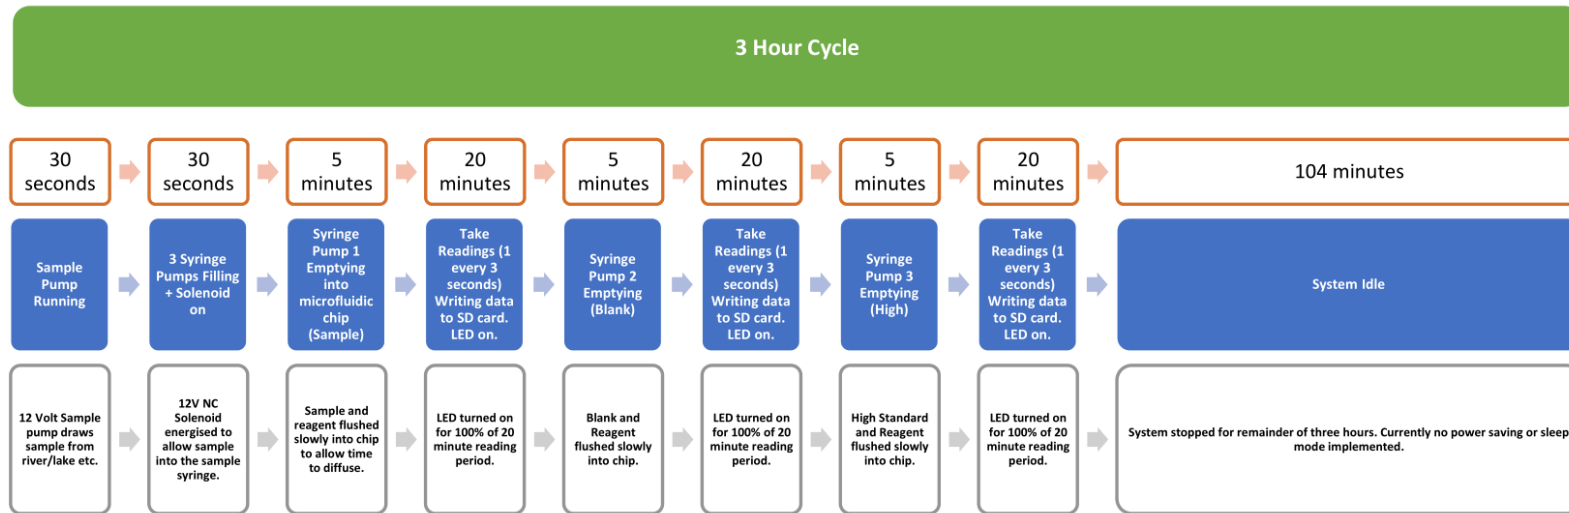 3 Hour Cycle
30
seconds
30
seconds
5
minutes
20
minutes
5
minutes
20
minutes
5
minutes
20
minutes
104 minutes
Sample
Pump
Running
3 Syringe
Pumps Filling
+ Solenoid
on
Syringe
Pump 1
Emptying
into
microfluidic
chip
(Sample)
Take
Readings (1
every 3
seconds)
Writing data
to SD card.
LED on.
Syringe
Pump 2
Emptying
(Blank)
Take
Readings (1
every 3
seconds)
Writing data
to SD card.
LED on.
Syringe
Pump 3
Emptying
(High)
Take
Readings (1
every 3
seconds)
Writing data
to SD card.
LED on.
System Idle
12 Volt Sample
pump draws
sample from
river/lake etc.
12V NC
Solenoid
energised to
allow sample
into the sample
syringe.
Sample and
reagent flushed
slowly into chip
to allow time
to diffuse.
LED turned on
for 100% of 20
minute reading
period.
Blank and
Reagent
flushed slowly
into chip.
LED turned on
for 100% of 20
minute reading
period.
High Standard
and Reagent
flushed slowly
into chip.
LED turned on
for 100% of 20
minute reading
period.
System stopped for remainder of three hours. Currently no power saving or sleep
mode implemented.